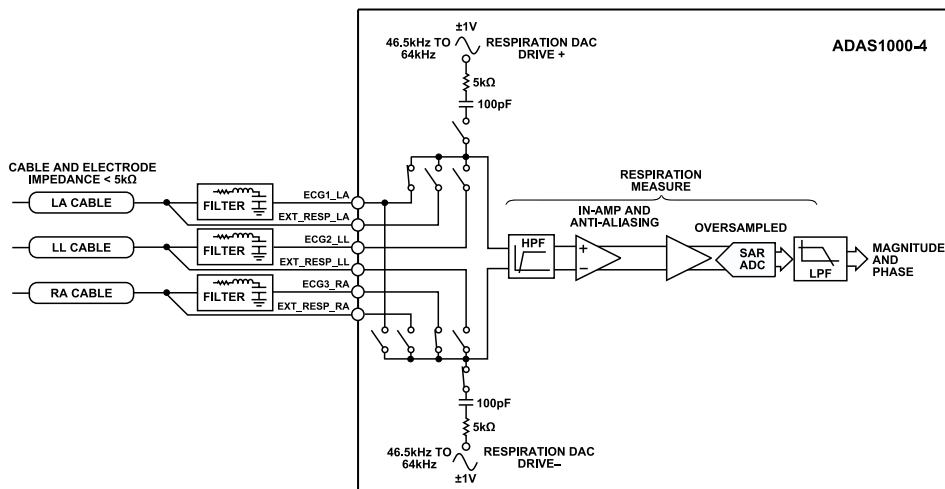 ±1V
46.5kHz TO
64kHz
RESPIRATION DAC
DRIVE +
ADAS1000-4
5kΩ
100pF
CABLE AND ELECTRODE
IMPEDANCE < 5kΩ
LA CABLE
FILTER
ECG1_LA
EXT_RESP_LA
LL CABLE
FILTER
ECG2_LL
EXT_RESP_LL
RA CABLE
FILTER
ECG3_RA
EXT_RESP_RA
RESPIRATION
MEASURE
IN-AMP AND
ANTI-ALIASING
OVERSAMPLED
HPF
+
–
SAR
ADC
LPF
MAGNITUDE
AND
PHASE
100pF
5kΩ
46.5kHz TO
64kHz
RESPIRATION DAC
DRIVE–
±1V